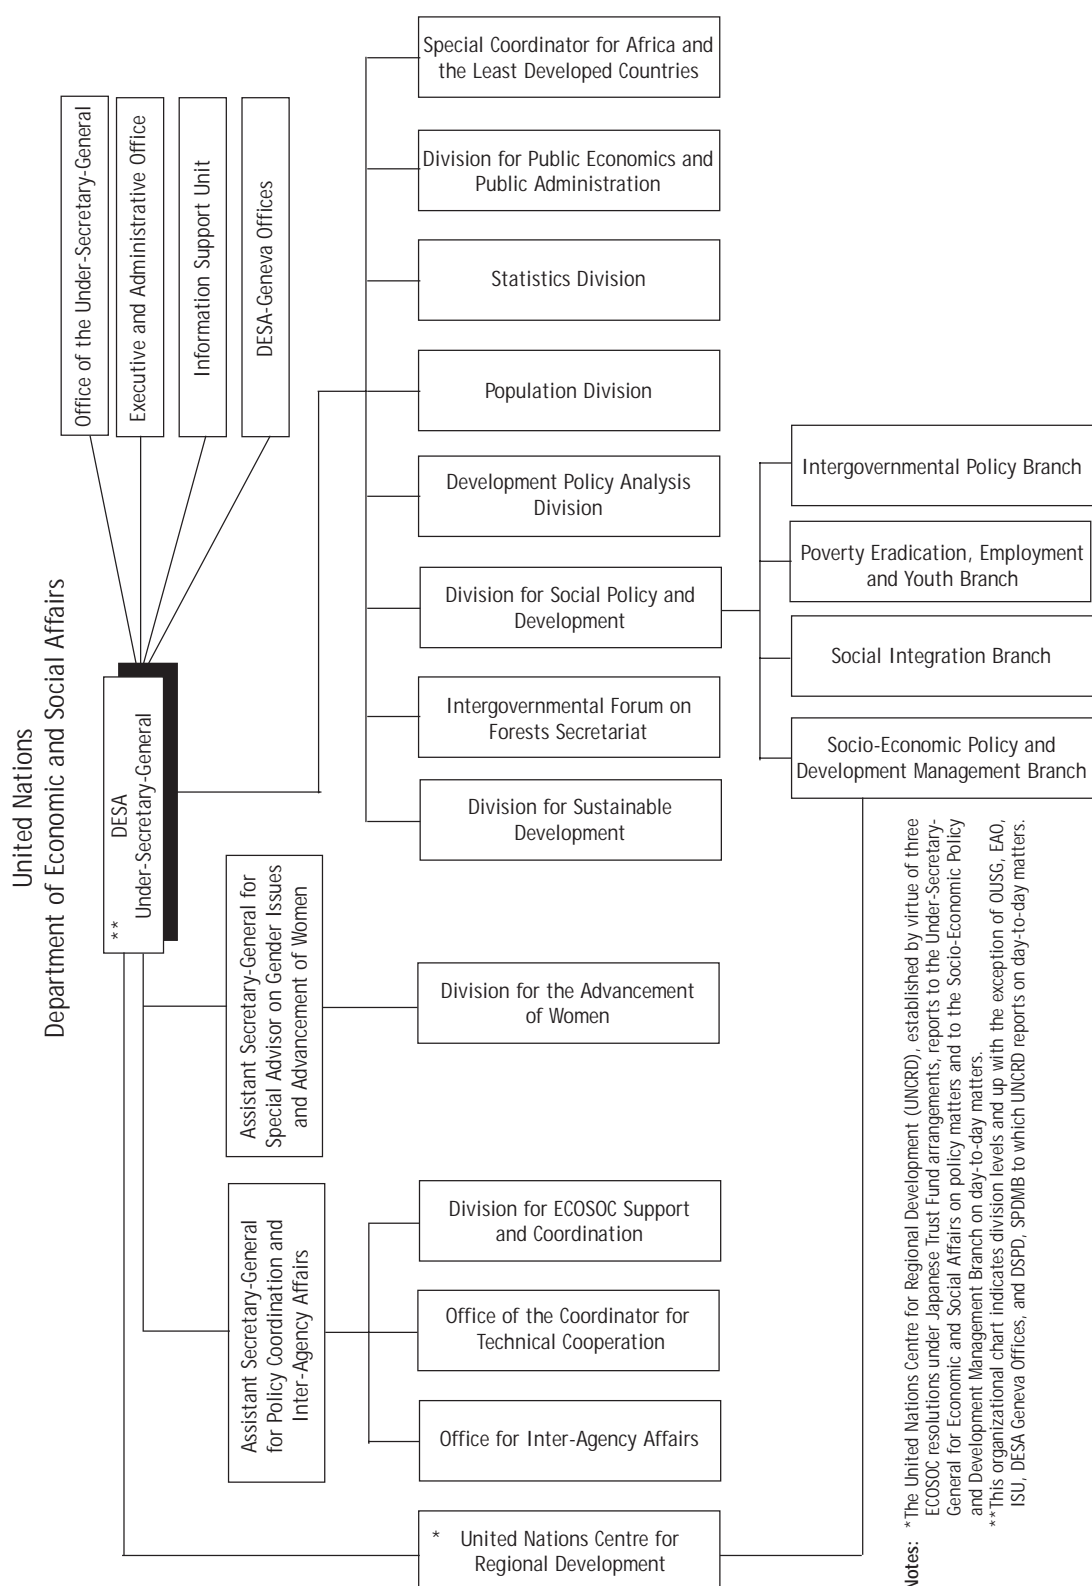 United Nations
Department of Economic and Social Affairs
Office of the Under-Secretary-General
Executive and Administrative Office
Information Support Unit
DESA-Geneva Offices
**
DESA
Under-Secretary-General
Assistant Secretary-General for
Special Advisor on Gender Issues
and Advancement of Women
Assistant Secretary-General
for Policy Coordination and
Inter-Agency Affairs
Special Coordinator for Africa and
the Least Developed Countries
Division for Public Economics and
Public Administration
Statistics Division
Population Division
Development Policy Analysis
Division
Division for Social Policy and
Development
Intergovernmental Forum on
Forests Secretariat
Division for Sustainable
Development
Division for the Advancement
of Women
Division for ECOSOC Support
and Coordination
Office of the Coordinator for
Technical Cooperation
Office for Inter-Agency Affairs
* United Nations Centre for
Regional Development
Intergovernmental Policy Branch
Poverty Eradication, Employment
and Youth Branch
Social Integration Branch
Socio-Economic Policy and
Development Management Branch
Notes: *The United Nations Centre for Regional Development (UNCRD), established by virtue of three
ECOSOC resolutions under Japanese Trust Fund arrangements, reports to the Under-Secretary-
General for Economic and Social Affairs on policy matters and to the Socio-Economic Policy
and Development Management Branch on day-to-day matters.
**This organizational chart indicates division levels and up with the exception of OUSG, EAO,
ISU, DESA Geneva Offices, and DSPD, SPDMB to which UNCRD reports on day-to-day matters.